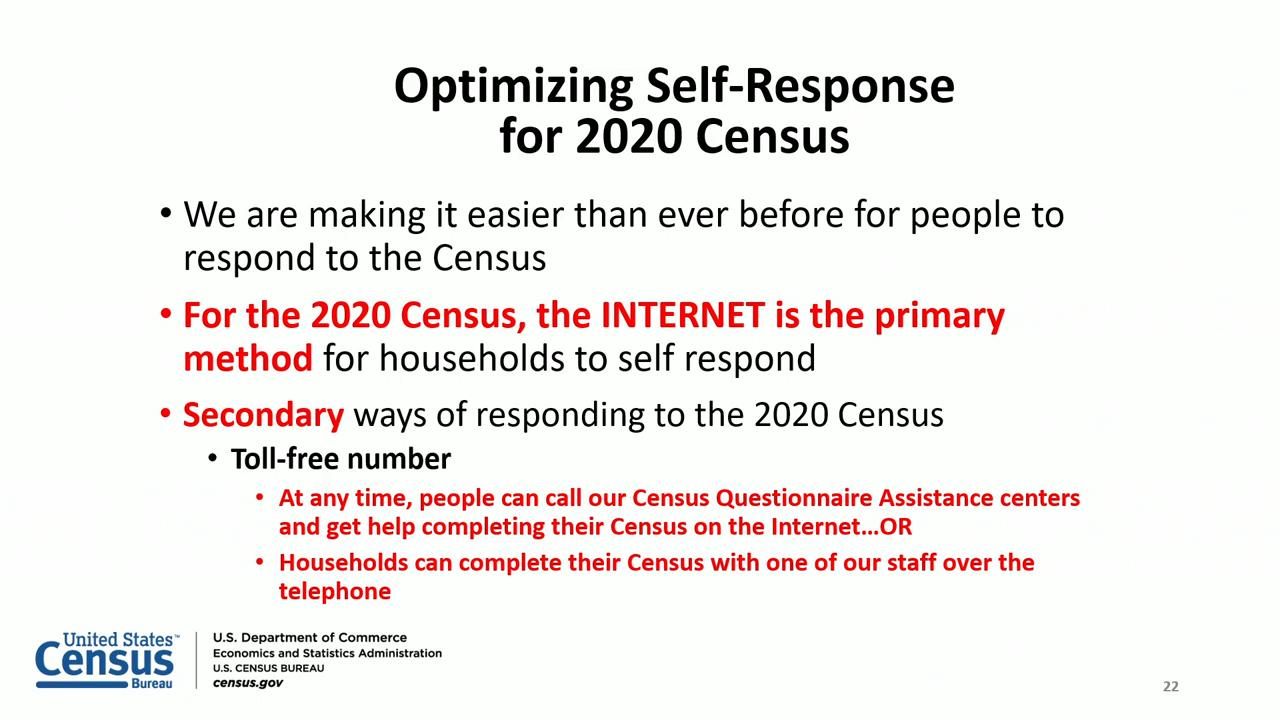 Optimizing Self-Response
for 2020 Census
• We are making it easier than ever before for people to
respond to the Census
• For the 2020 Census, the INTERNET is the primary
method for households to self respond
• Secondary ways of responding to the 2020 Census
• Toll-free number
• At any time, people can call our Census Questionnaire Assistance centers
and get help completing their Census on the Internet…OR
• Households can complete their Census with one of our staff over the
telephone
United States™
Census
Bureau
U.S. Department of Commerce
Economics and Statistics Administration
U.S. CENSUS BUREAU
census.gov
22